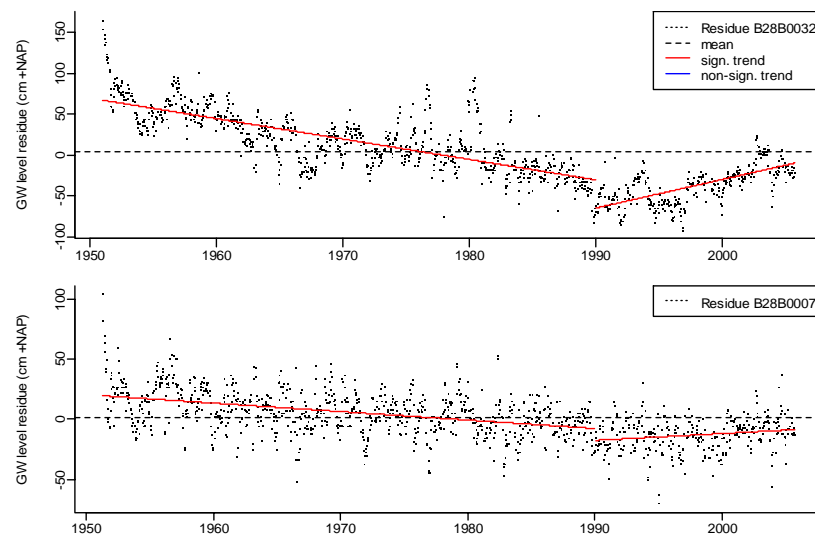 Residue B28B0032
mean
sign. trend
non-sign. trend
GW level residue (cm +NAP)
150
100
50
0
-50
-100
1950 1960 1970 1980 1990 2000
Residue B28B0007
GW level residue (cm +NAP)
100
50
0
-50
1950 1960 1970 1980 1990 2000